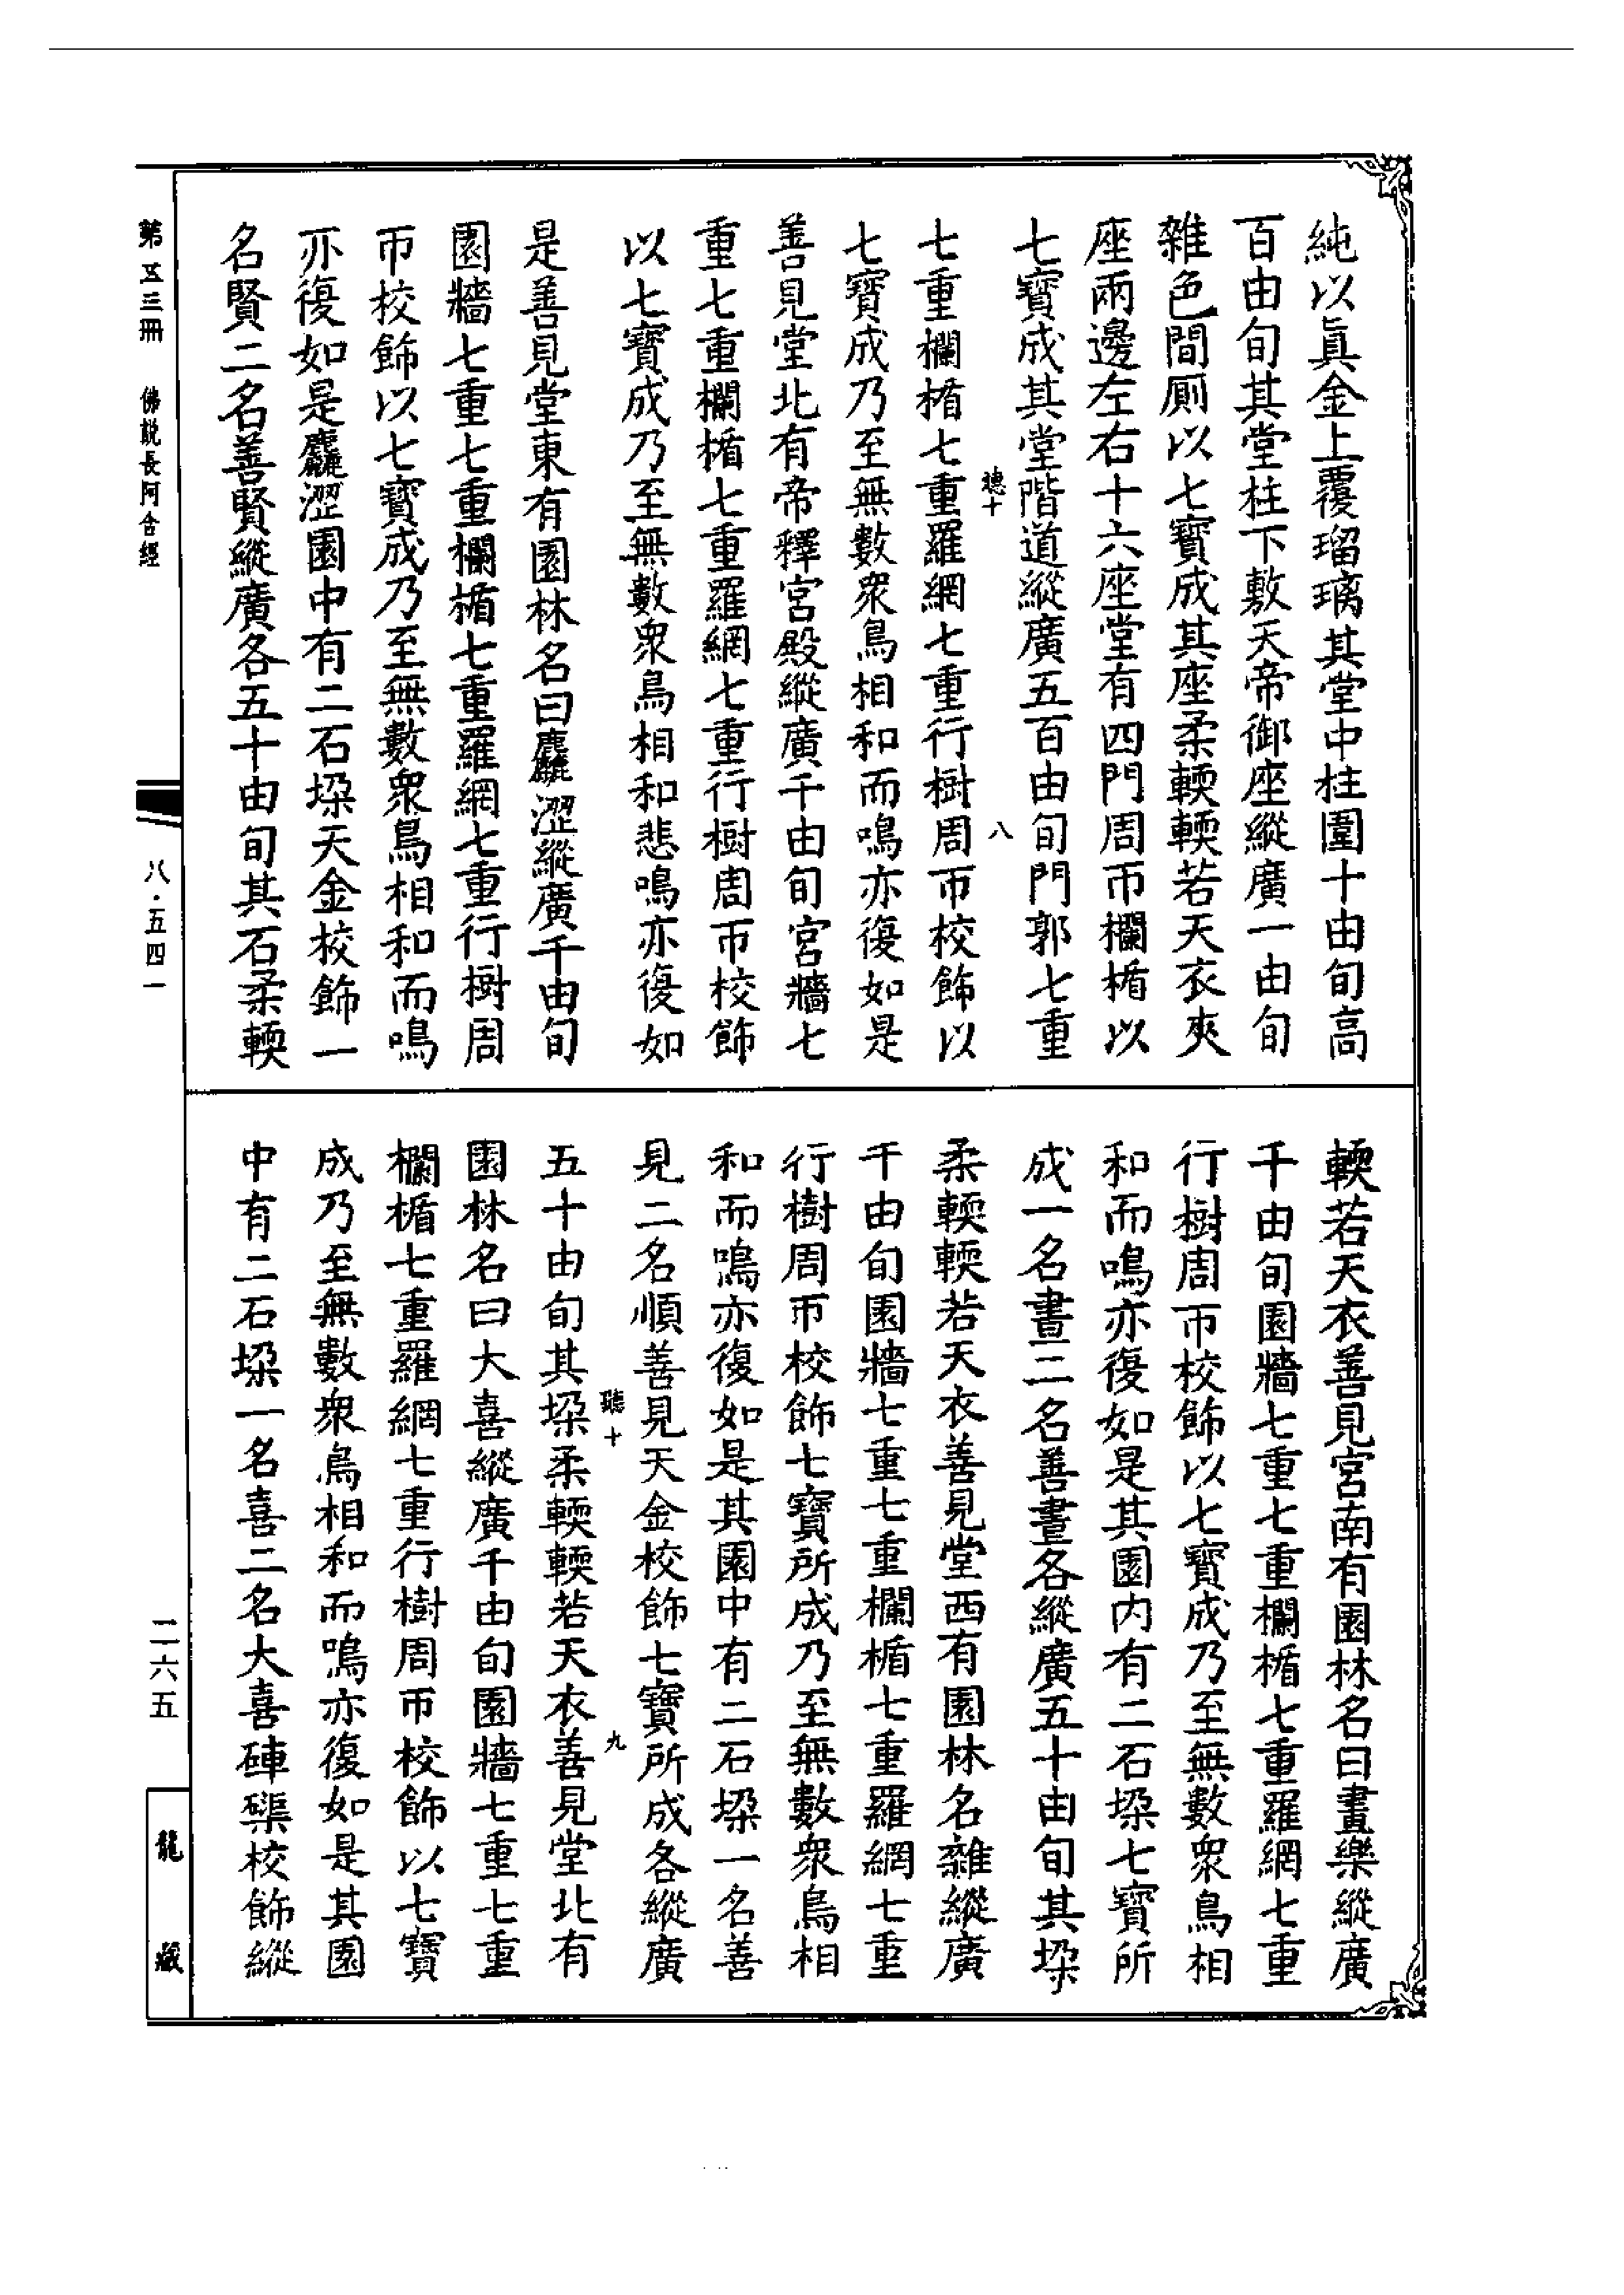 純以眞金上覆瑠璃其堂中柱圍十由旬高
百由旬其堂柱下敷天帝御座縱廣一由旬
雜色間厠以七寶成其座柔輭輭若天衣夾
座兩邊左右十六座堂有四門周帀欄楯以
七寶成其堂階道縱廣五百由旬門郭七重
聽十 八
七重欄楯七重羅網七重行樹周帀校飾以
七寶成乃至無數衆鳥相和而鳴亦復如是
善見堂北有帝釋宮殿縱廣千由旬宮牆七
重七重欄楯七重羅網七重行樹周帀校飾
以七寶成乃至無數衆鳥相和悲鳴亦復如
是善見堂東有園林名曰麤澀縱廣千由旬
園牆七重七重欄楯七重羅網七重行樹周
帀校飾以七寶成乃至無數衆鳥相和而鳴
亦復如是麤澀園中有二石垜天金校飾一
名賢二名善賢縱廣各五十由旬其石柔輭
輭若天衣善見宮南有園林名曰晝樂縱廣
千由旬園牆七重七重欄楯七重羅網七重
行樹周帀校飾以七寶成乃至無數衆鳥相
和而鳴亦復如是其園內有二石垜七寶所
成一名晝二名善晝各縱廣五十由旬其垜
柔輭輭若天衣善見堂西有園林名雜縱廣
千由旬園牆七重七重欄楯七重羅網七重
行樹周帀校飾七寶所成乃至無數衆鳥相
和而鳴亦復如是其園中有二石垜一名善
見二名順善見天金校飾七寶所成各縱廣
聽十 九
五十由旬其垜柔輭輭若天衣善見堂北有
園林名曰大喜縱廣千由旬園牆七重七重
欄楯七重羅網七重行樹周帀校飾以七寶
成乃至無數衆鳥相和而鳴亦復如是其園
中有二石垜一名喜二名大喜硨磲校飾縱
第五三冊 佛說長阿含經
八·五四一
二六五
龍藏